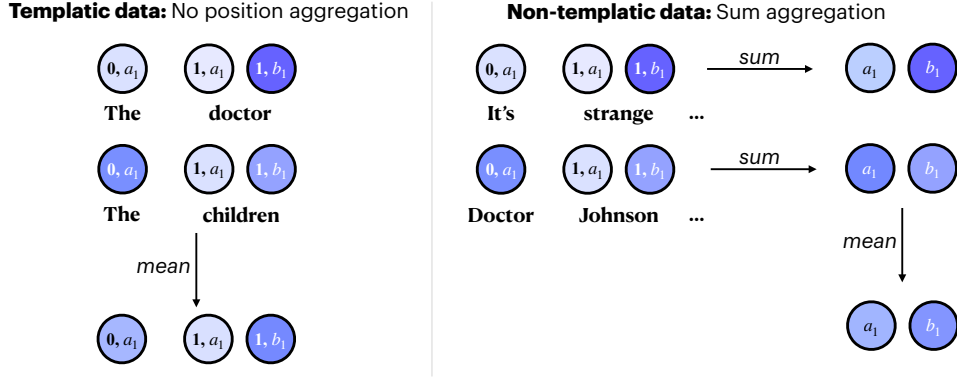 Templatic data: No position aggregation
0, a₁ 1, a₁ 1, b₁
The doctor
0, a₁ 1, a₁ 1, b₁
The children
mean
0, a₁ 1, a₁ 1, b₁
Non-templatic data: Sum aggregation
0, a₁ 1, a₁ 1, b₁ sum a₁ b₁
It's strange ...
0, a₁ 1, a₁ 1, b₁ sum a₁ b₁
Doctor Johnson ...
mean
a₁ b₁